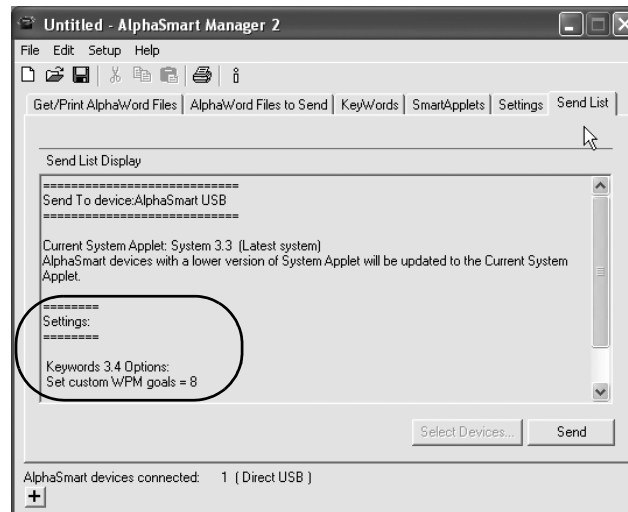 Untitled - AlphaSmart Manager 2
File Edit Setup Help
Get/Print AlphaWord Files AlphaWord Files to Send KeyWords SmartApplets Settings Send List
Send List Display
============================
Send To device:AlphaSmart USB
============================
Current System Applet: System 3.3 (Latest system)
AlphaSmart devices with a lower version of System Applet will be updated to the Current System
Applet.
========
Settings:
========
Keywords 3.4 Options:
Set custom WPM goals = 8
Select Devices... Send
AlphaSmart devices connected: 1 ( Direct USB )
+